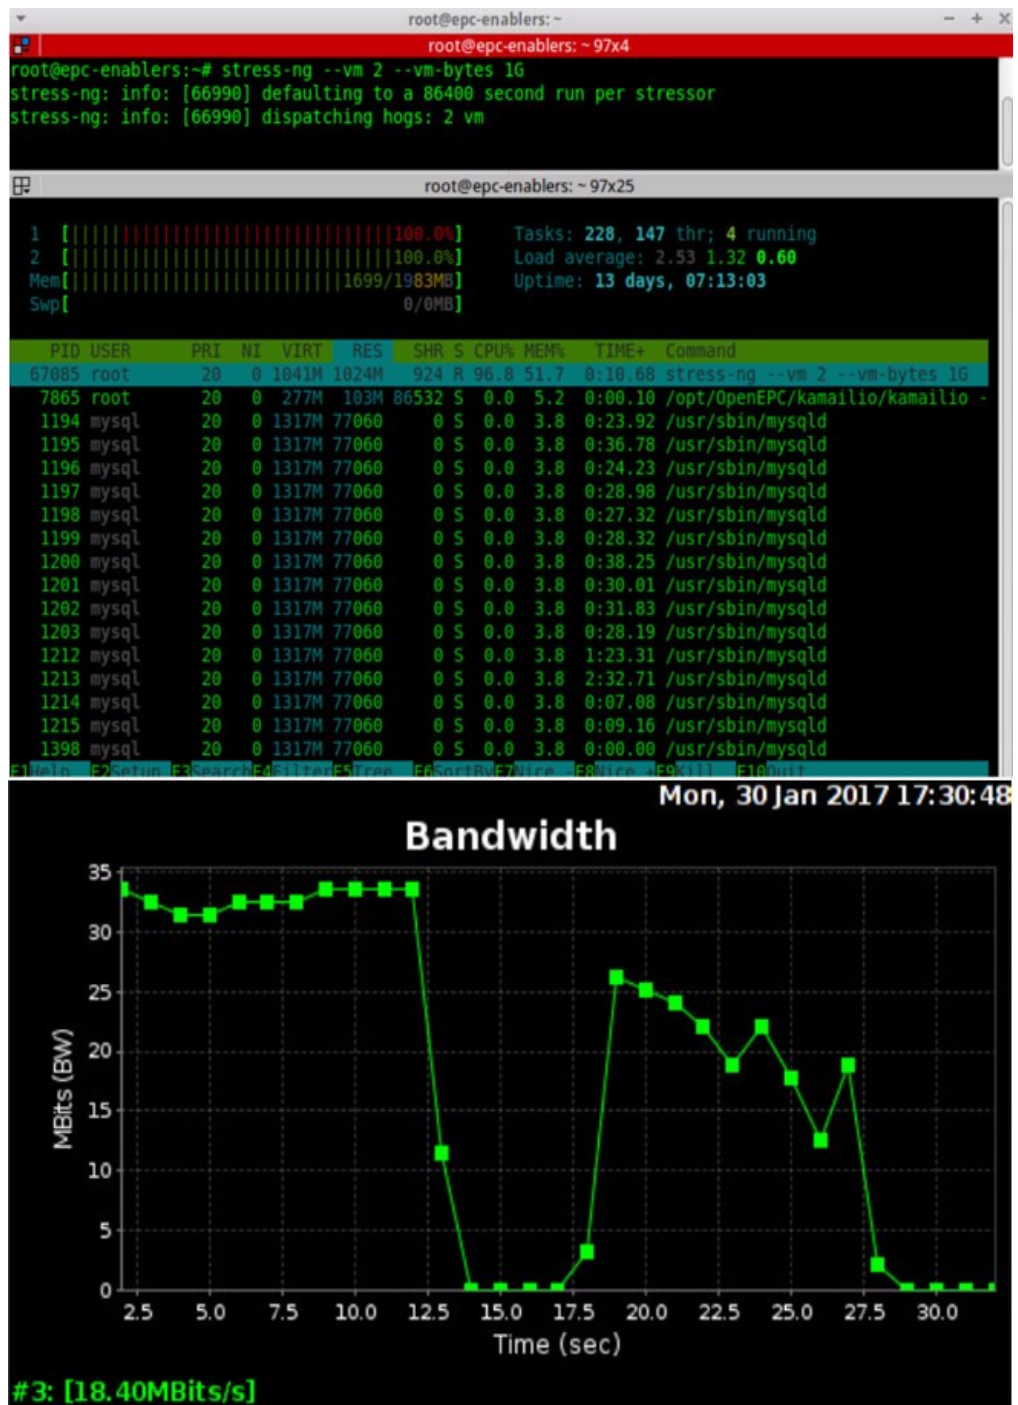 root@epc-enablers: ~
root@epc-enablers: ~ 97x4
root@epc-enablers:~# stress-ng --vm 2 --vm-bytes 1G
stress-ng: info: [66990] defaulting to a 86400 second run per stressor
stress-ng: info: [66990] dispatching hogs: 2 vm
root@epc-enablers: ~ 97x25
1 [||||||||||||||||||||||||||||||||100.0%] Tasks: 228, 147 thr; 4 running
2 [||||||||||||||||||||||||||||||||100.0%] Load average: 2.53 1.32 0.60
Mem[|||||||||||||||||||||||||||1699/1983MB] Uptime: 13 days, 07:13:03
Swp[ 0/0MB]
PID USER PRI NI VIRT RES SHR S CPU% MEM% TIME+ Command
67085 root 20 0 1041M 1024M 924 R 96.8 51.7 0:10.68 stress-ng --vm 2 --vm-bytes 1G
7865 root 20 0 277M 103M 86532 S 0.0 5.2 0:00.10 /opt/OpenEPC/kamailio/kamailio -
1194 mysql 20 0 1317M 77060 0 S 0.0 3.8 0:23.92 /usr/sbin/mysqld
1195 mysql 20 0 1317M 77060 0 S 0.0 3.8 0:36.78 /usr/sbin/mysqld
1196 mysql 20 0 1317M 77060 0 S 0.0 3.8 0:24.23 /usr/sbin/mysqld
1197 mysql 20 0 1317M 77060 0 S 0.0 3.8 0:28.98 /usr/sbin/mysqld
1198 mysql 20 0 1317M 77060 0 S 0.0 3.8 0:27.32 /usr/sbin/mysqld
1199 mysql 20 0 1317M 77060 0 S 0.0 3.8 0:28.32 /usr/sbin/mysqld
1200 mysql 20 0 1317M 77060 0 S 0.0 3.8 0:38.25 /usr/sbin/mysqld
1201 mysql 20 0 1317M 77060 0 S 0.0 3.8 0:30.01 /usr/sbin/mysqld
1202 mysql 20 0 1317M 77060 0 S 0.0 3.8 0:31.83 /usr/sbin/mysqld
1203 mysql 20 0 1317M 77060 0 S 0.0 3.8 0:28.19 /usr/sbin/mysqld
1212 mysql 20 0 1317M 77060 0 S 0.0 3.8 1:23.31 /usr/sbin/mysqld
1213 mysql 20 0 1317M 77060 0 S 0.0 3.8 2:32.71 /usr/sbin/mysqld
1214 mysql 20 0 1317M 77060 0 S 0.0 3.8 0:07.08 /usr/sbin/mysqld
1215 mysql 20 0 1317M 77060 0 S 0.0 3.8 0:09.16 /usr/sbin/mysqld
1398 mysql 20 0 1317M 77060 0 S 0.0 3.8 0:00.00 /usr/sbin/mysqld
F1Help F2Setup F3SearchF4FilterF5Tree F6SortByF7Nice -F8Nice +F9Kill F10Quit
Mon, 30 Jan 2017 17:30:48
Bandwidth
35
30
25
20
15
10
5
0
MBits (BW)
2.5 5.0 7.5 10.0 12.5 15.0 17.5 20.0 22.5 25.0 27.5 30.0
Time (sec)
#3: [18.40MBits/s]